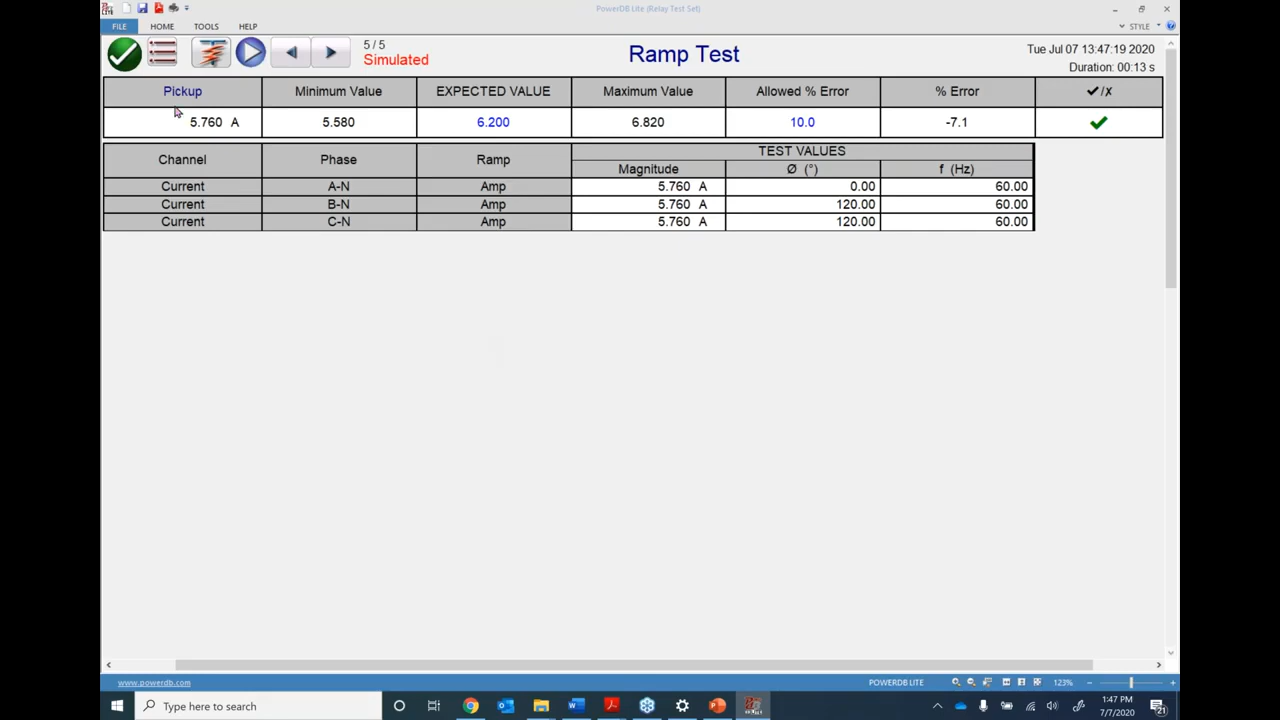 PowerDB Lite (Relay Test Set)
FILE HOME TOOLS HELP STYLE
5 / 5
Simulated
Ramp Test
Tue Jul 07 13:47:19 2020
Duration: 00:13 s
Pickup Minimum Value EXPECTED VALUE Maximum Value Allowed % Error % Error ✓/X
5.760 A 5.580 6.200 6.820 10.0 -7.1
Channel Phase Ramp TEST VALUES
Magnitude Ø (°) f (Hz)
Current A-N Amp 5.760 A 0.00 60.00
Current B-N Amp 5.760 A 120.00 60.00
Current C-N Amp 5.760 A 120.00 60.00
www.powerdb.com POWERDB LITE 123%
Type here to search
1:47 PM
7/7/2020
21